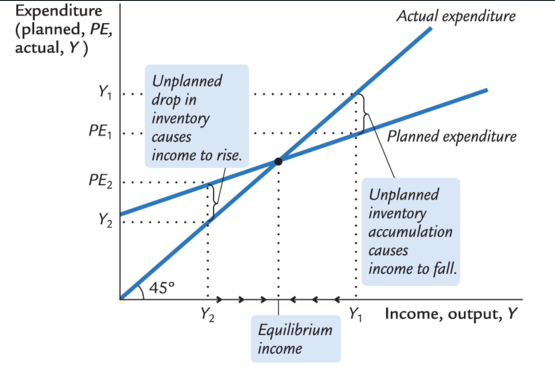 Expenditure
(planned, PE,
actual, Y )
Actual expenditure
Unplanned
drop in
inventory
causes
income to rise.
Y₁
PE₁
Planned expenditure
PE₂
Y₂
Unplanned
inventory
accumulation
causes
income to fall.
45°
Y₂
Y₁
Income, output, Y
Equilibrium
income